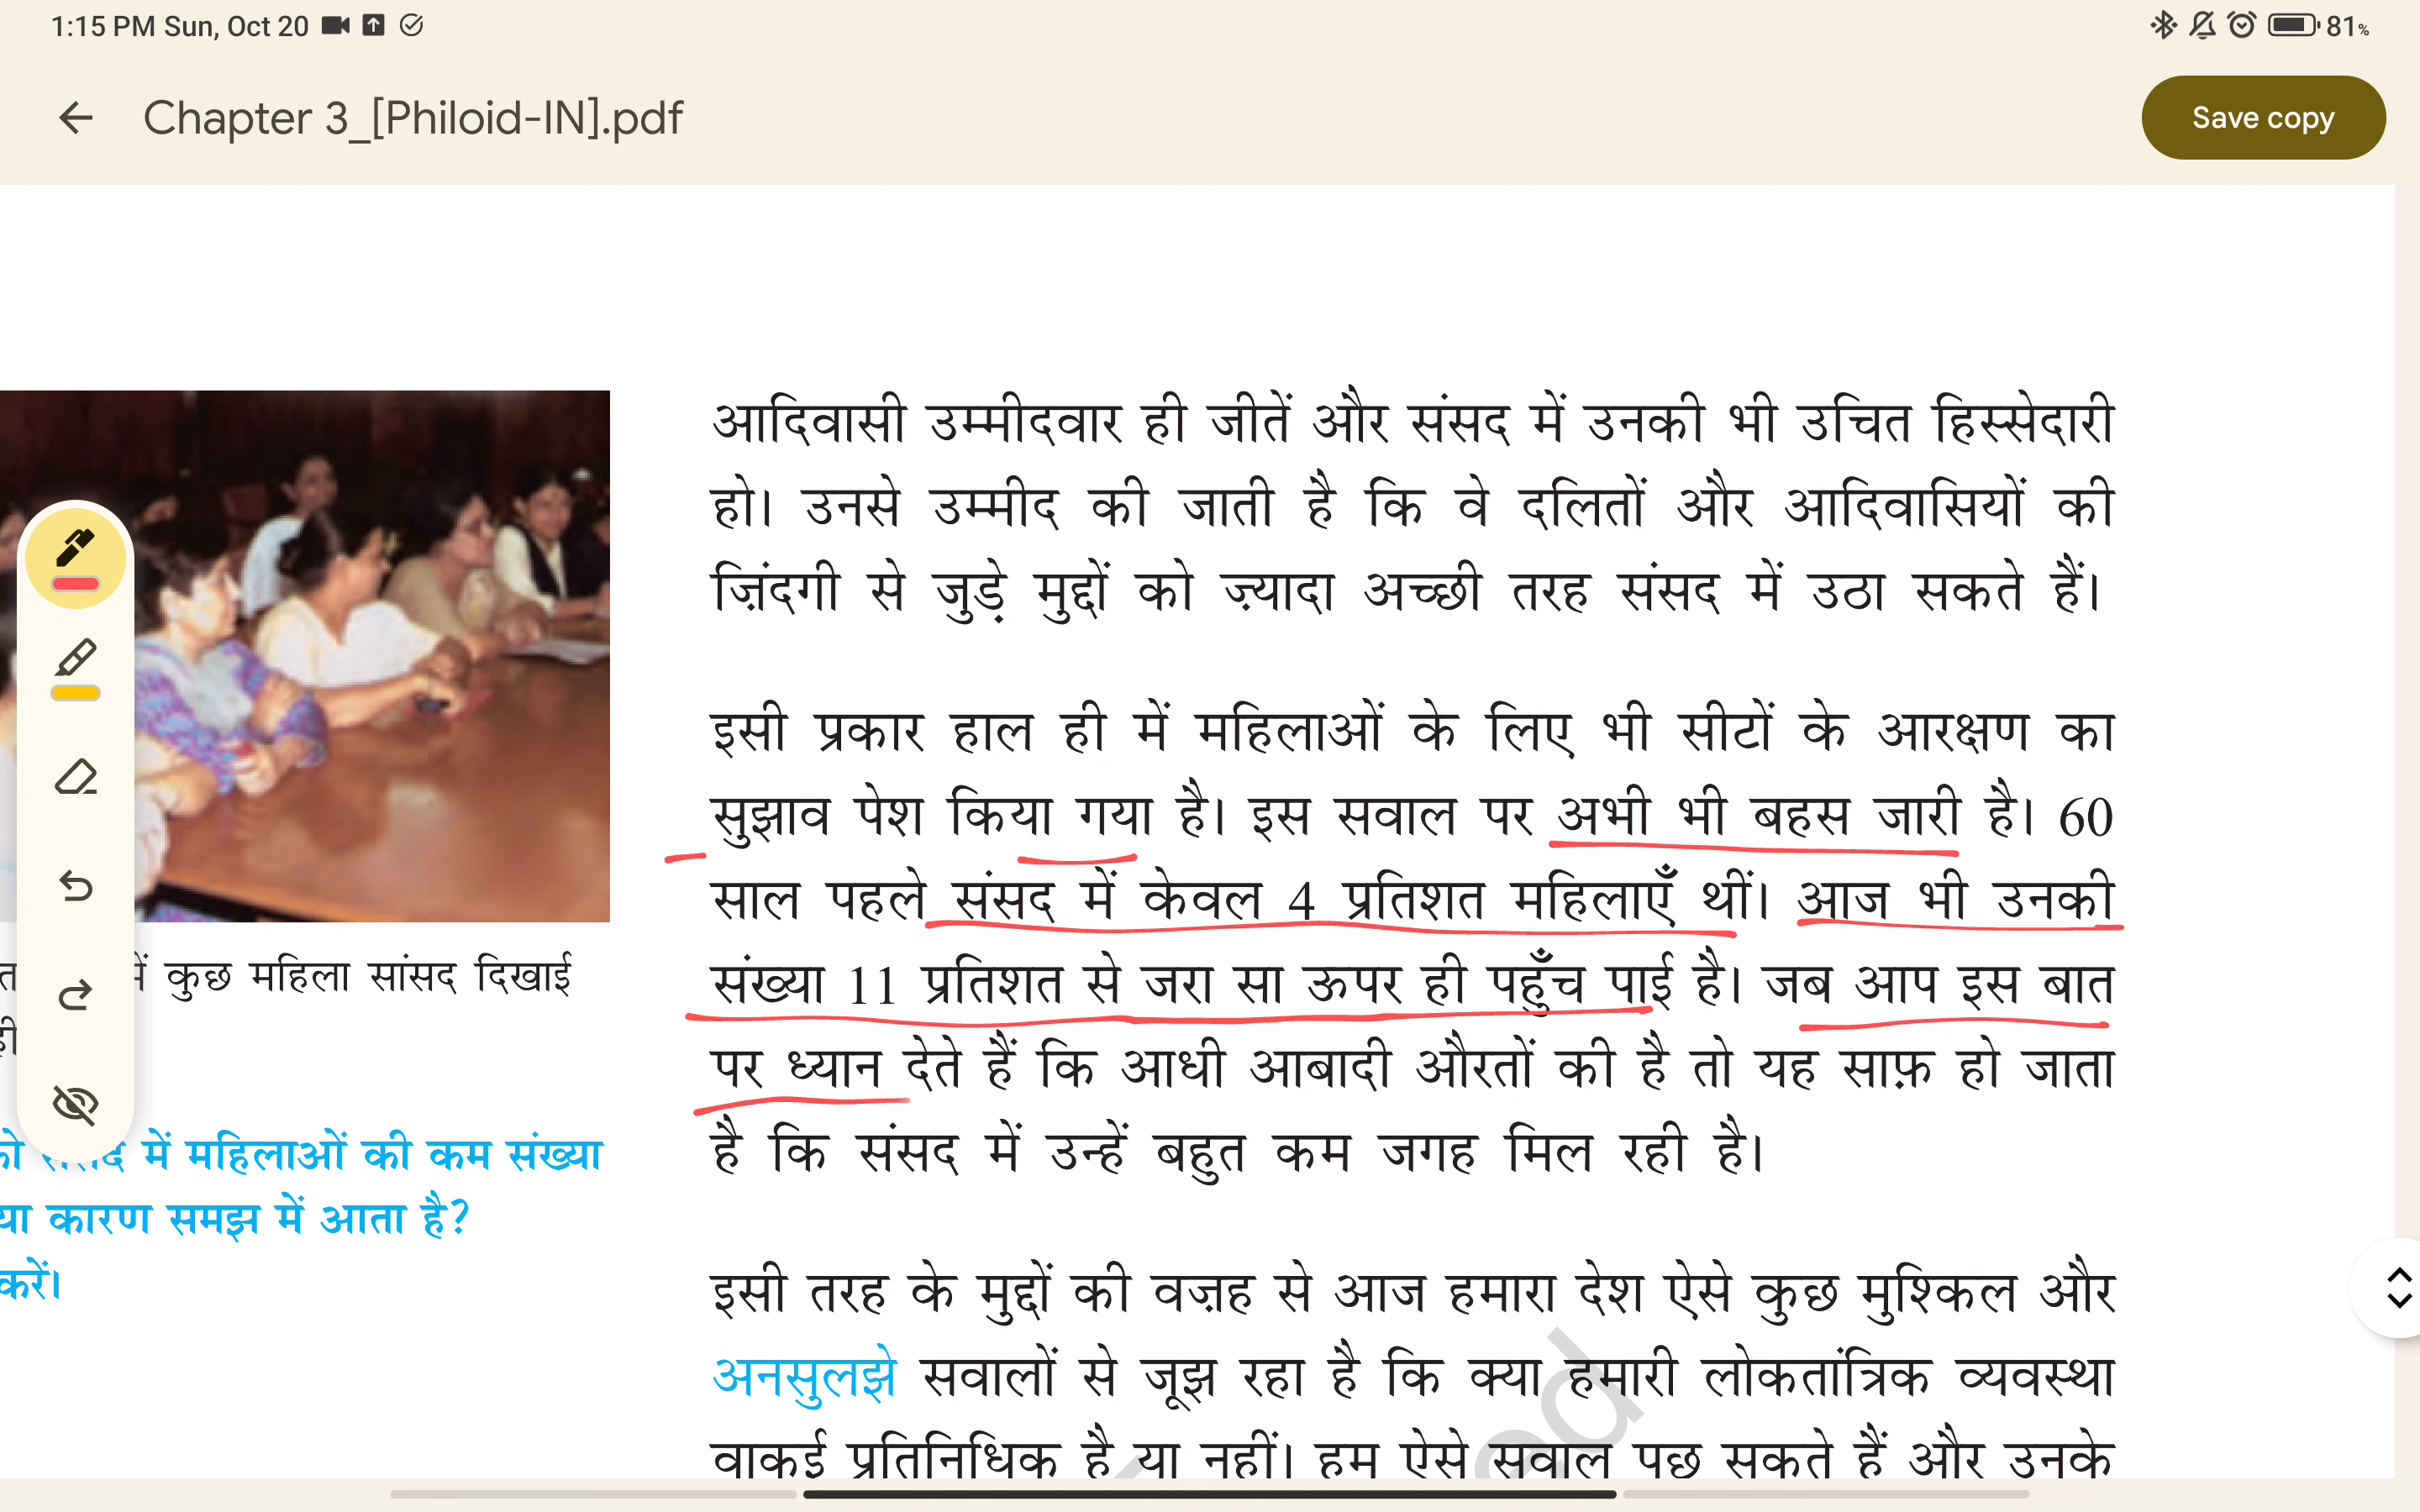 1:15 PM Sun, Oct 20
81%
Chapter 3_[Philoid-IN].pdf
Save copy
आदिवासी उम्मीदवार ही जीतें और संसद में उनकी भी उचित हिस्सेदारी
हो। उनसे उम्मीद की जाती है कि वे दलितों और आदिवासियों की
ज़िंदगी से जुड़े मुद्दों को ज़्यादा अच्छी तरह संसद में उठा सकते हैं।
इसी प्रकार हाल ही में महिलाओं के लिए भी सीटों के आरक्षण का
सुझाव पेश किया गया है। इस सवाल पर अभी भी बहस जारी है। 60
साल पहले संसद में केवल 4 प्रतिशत महिलाएँ थीं। आज भी उनकी
संख्या 11 प्रतिशत से जरा सा ऊपर ही पहुँच पाई है। जब आप इस बात
पर ध्यान देते हैं कि आधी आबादी औरतों की है तो यह साफ़ हो जाता
है कि संसद में उन्हें बहुत कम जगह मिल रही है।
इसी तरह के मुद्दों की वज़ह से आज हमारा देश ऐसे कुछ मुश्किल और
अनसुलझे सवालों से जूझ रहा है कि क्या हमारी लोकतांत्रिक व्यवस्था
वाकई प्रतिनिधिक है या नहीं। हम ऐसे सवाल पूछ सकते हैं और उनके
कुछ महिला सांसद दिखाई
में महिलाओं की कम संख्या
कारण समझ में आता है?
करें।